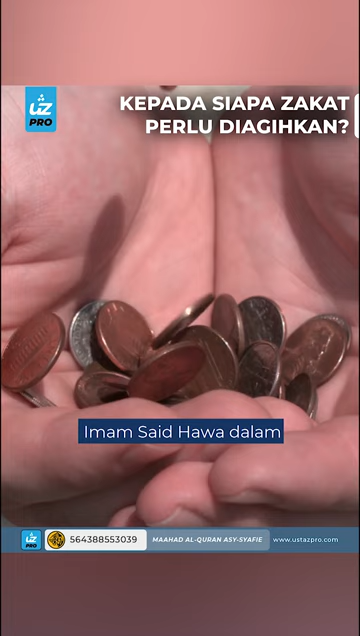 UZ
PRO
KEPADA SIAPA ZAKAT
PERLU DIAGIHKAN?
Imam Said Hawa dalam
UZ
PRO
564388553039
MAAHAD AL-QURAN ASY-SYAFIE
www.ustazpro.com